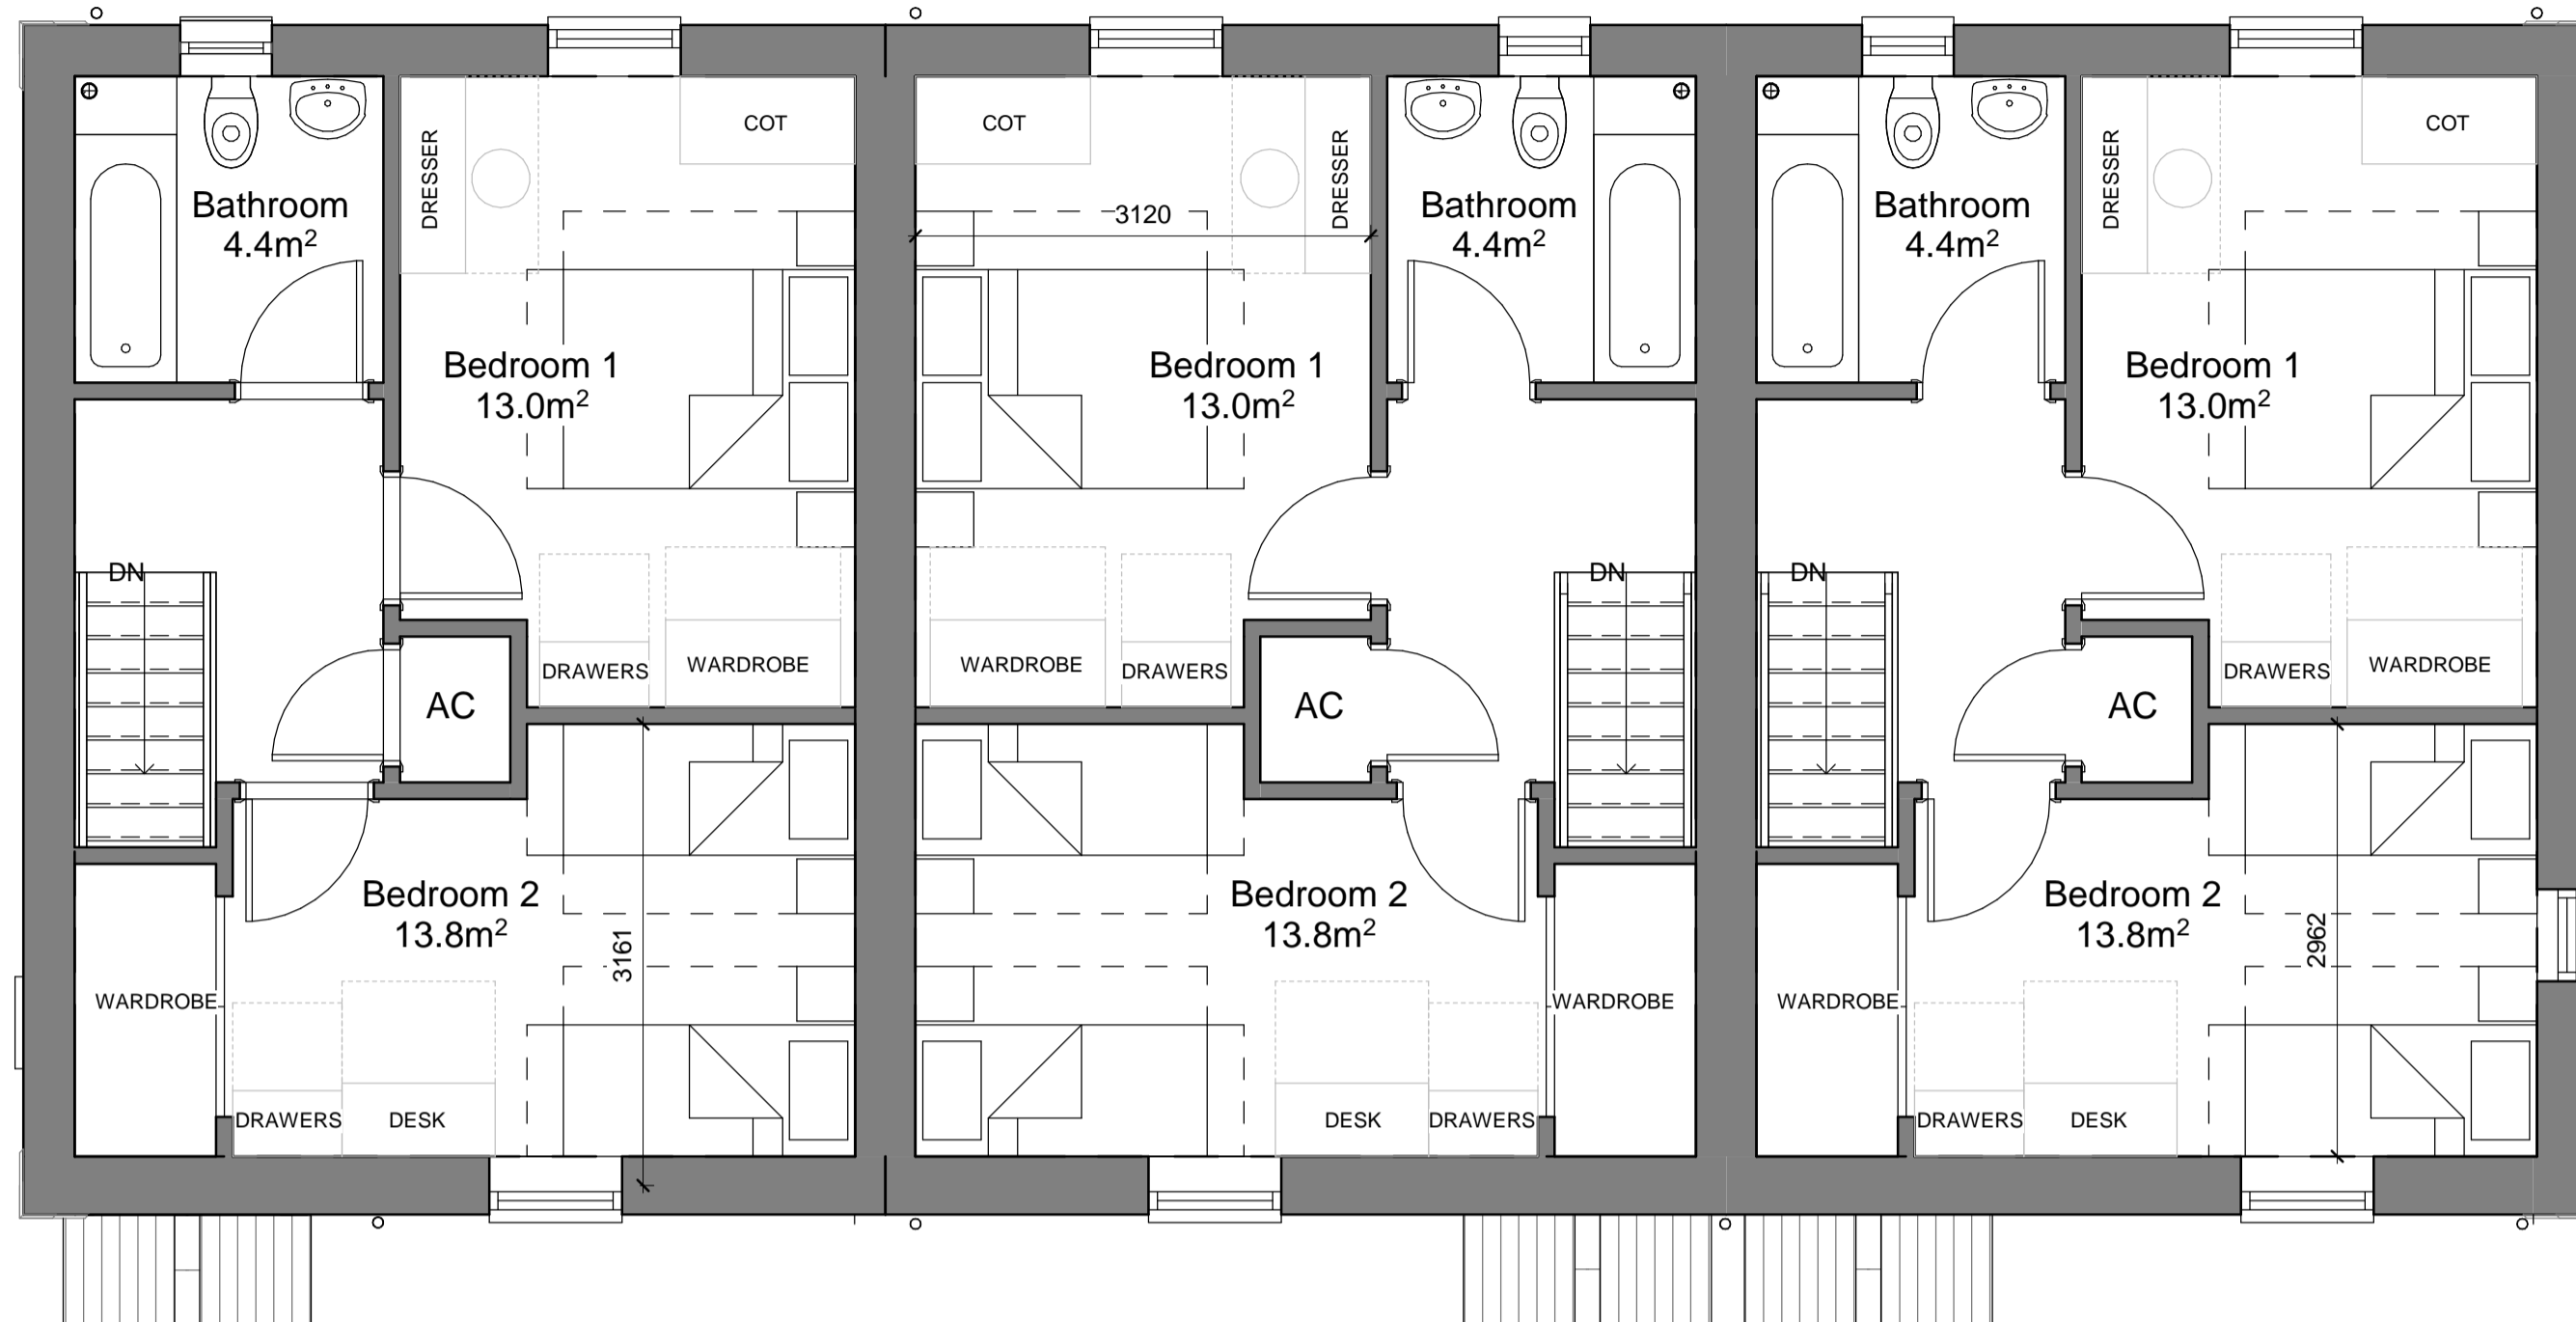 COT
COT
COT
DRESSER
DRESSER
DRESSER
Bathroom
4.4m²
3120
Bathroom
4.4m²
Bathroom
4.4m²
Bedroom 1
13.0m²
Bedroom 1
13.0m²
Bedroom 1
13.0m²
DN
DN
DN
DRAWERS
WARDROBE
WARDROBE
DRAWERS
DRAWERS
WARDROBE
AC
AC
AC
Bedroom 2
13.8m²
3161
Bedroom 2
13.8m²
Bedroom 2
13.8m²
2962
WARDROBE
WARDROBE
WARDROBE
DRAWERS
DESK
DESK
DRAWERS
DRAWERS
DESK